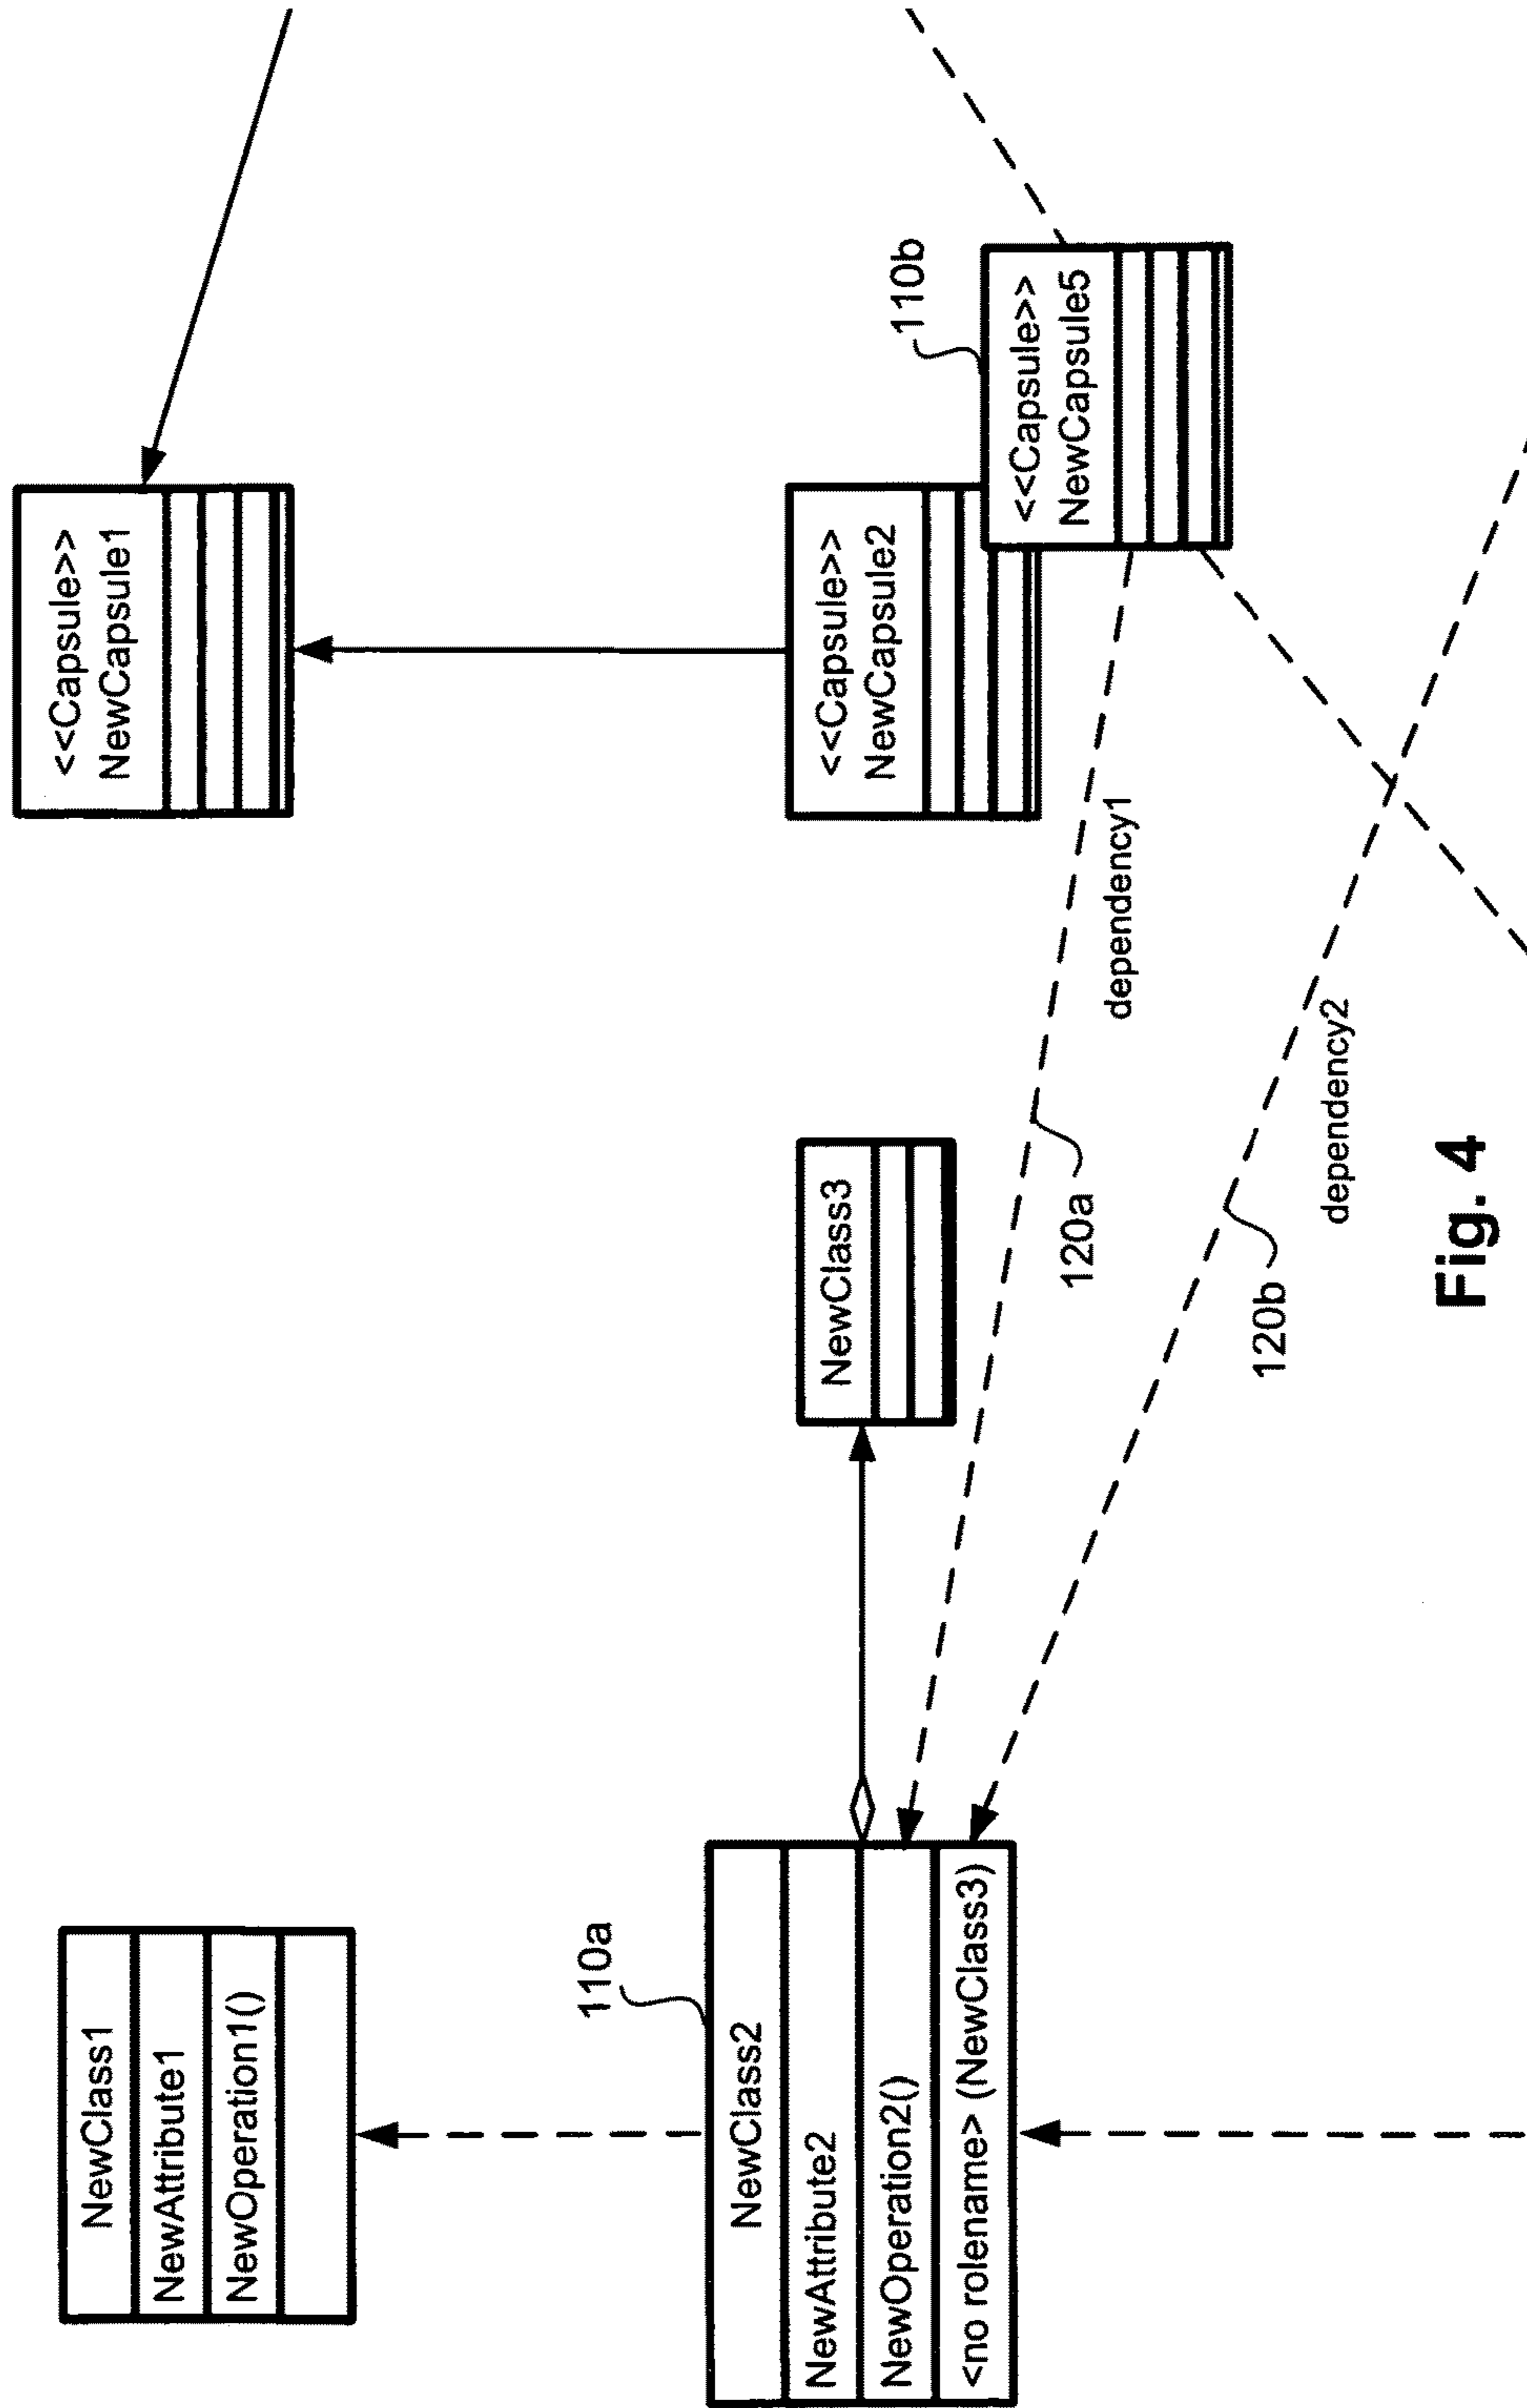 NewClass1
NewAttribute1
NewOperation1()
110a
NewClass2
NewAttribute2
NewOperation2()
<no rolename> (NewClass3)
NewClass3
<<Capsule>>
NewCapsule1
<<Capsule>>
NewCapsule2
110b
<<Capsule>>
NewCapsule5
120a
dependency1
120b
dependency2
Fig. 4